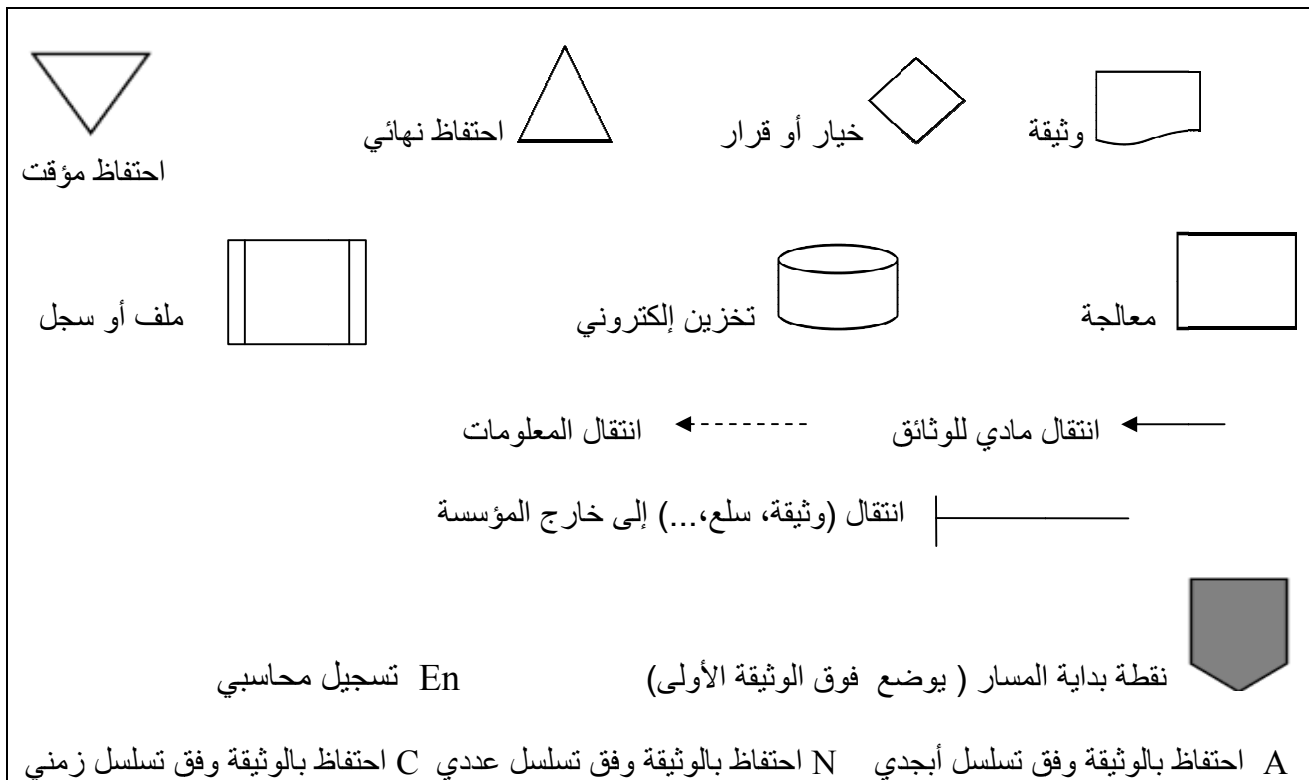 وثيقة
خيار أو قرار
احتفاظ نهائي
احتفاظ مؤقت
معالجة
تخزين إلكتروني
ملف أو سجل
انتقال مادي للوثائق
انتقال المعلومات
انتقال (وثيقة، سلع،...) إلى خارج المؤسسة
نقطة بداية المسار ( يوضع فوق الوثيقة الأولى)
En تسجيل محاسبي
A احتفاظ بالوثيقة وفق تسلسل أبجدي N احتفاظ بالوثيقة وفق تسلسل عددي C احتفاظ بالوثيقة وفق تسلسل زمني